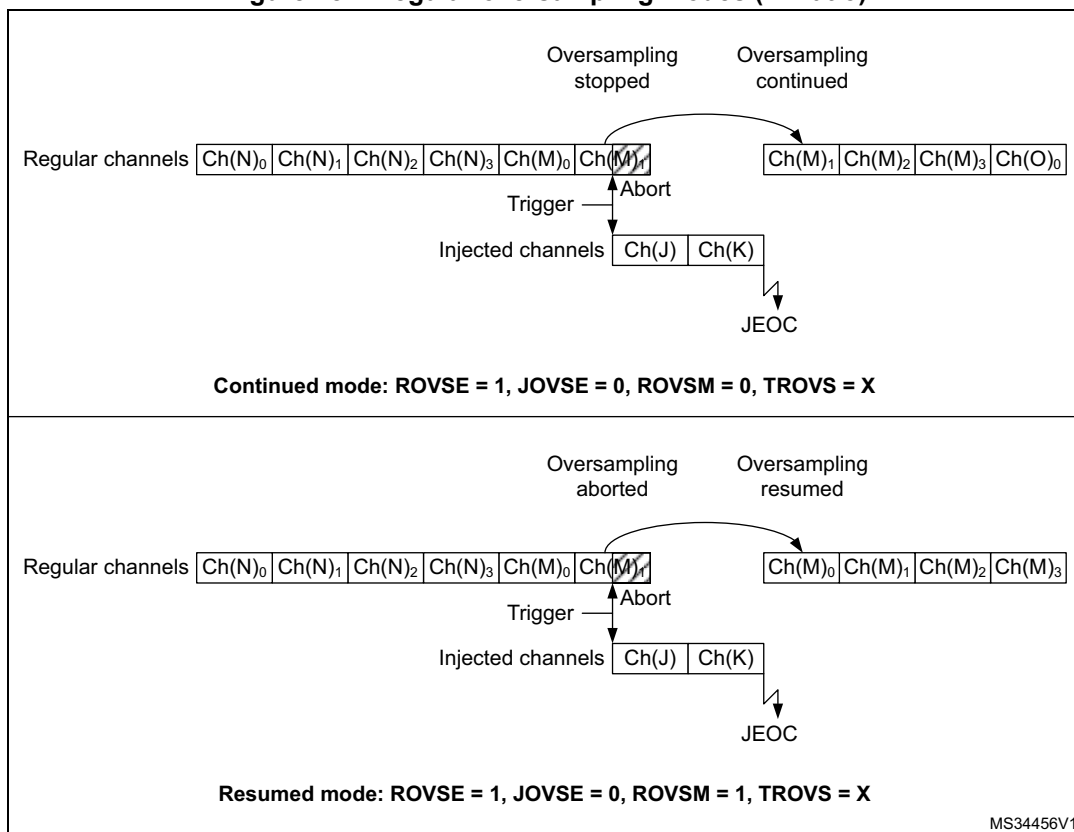 Oversampling stopped
Oversampling continued
Regular channels Ch(N)₀ Ch(N)₁ Ch(N)₂ Ch(N)₃ Ch(M)₀ Ch(M)₁ Ch(M)₁ Ch(M)₂ Ch(M)₃ Ch(O)₀
Abort
Trigger
Injected channels Ch(J) Ch(K)
JEOC
Continued mode: ROVSE = 1, JOVSE = 0, ROVSM = 0, TROVS = X
Oversampling aborted
Oversampling resumed
Regular channels Ch(N)₀ Ch(N)₁ Ch(N)₂ Ch(N)₃ Ch(M)₀ Ch(M)₁ Ch(M)₀ Ch(M)₁ Ch(M)₂ Ch(M)₃
Abort
Trigger
Injected channels Ch(J) Ch(K)
JEOC
Resumed mode: ROVSE = 1, JOVSE = 0, ROVSM = 1, TROVS = X
MS34456V1